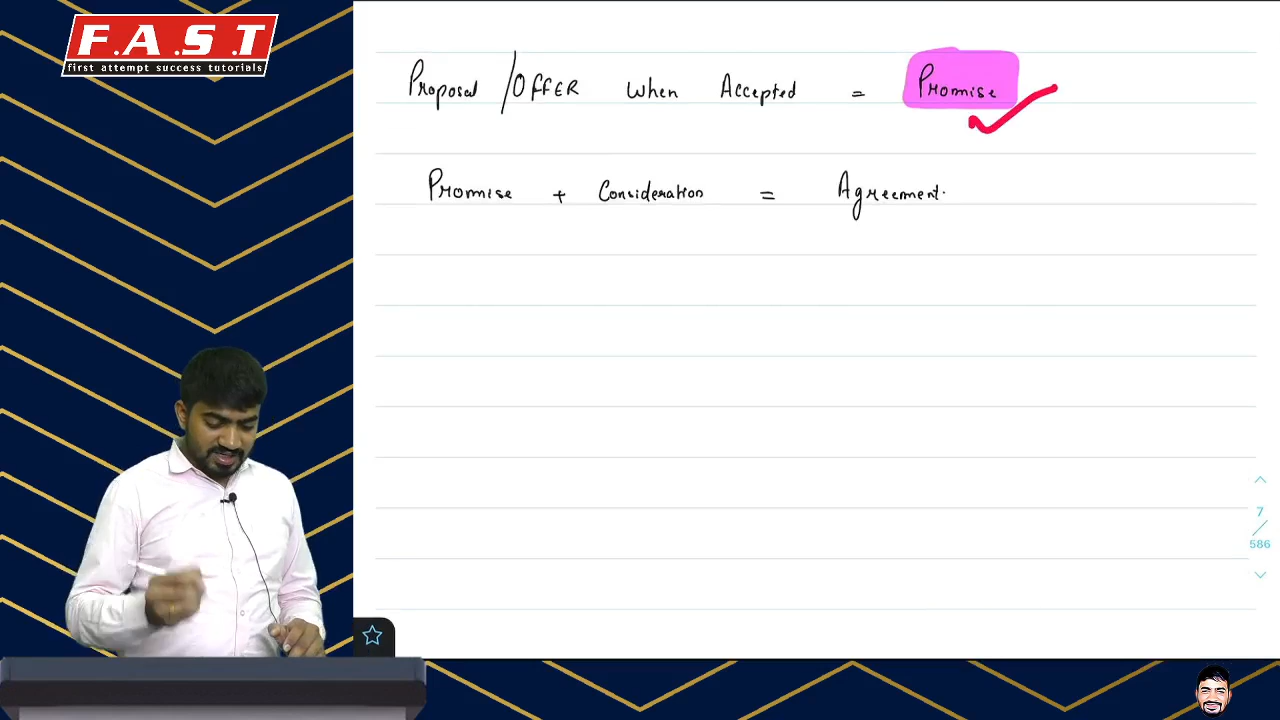 F.A.S.T
first attempt success tutorials
Proposal / OFFER When Accepted = Promise
Promise + Consideration = Agreement.
7
/
586